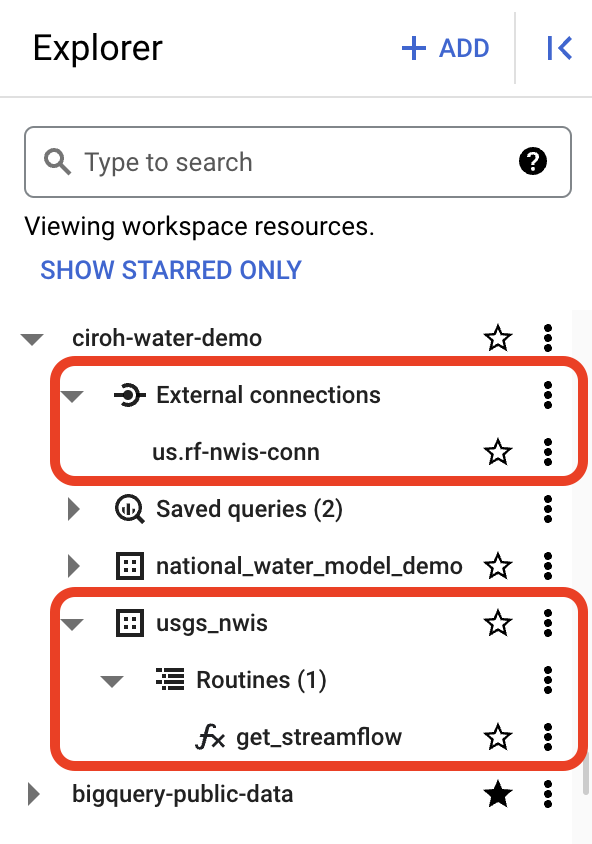 Explorer
+ ADD
Type to search
Viewing workspace resources.
SHOW STARRED ONLY
ciroh-water-demo
External connections
us.rf-nwis-conn
Saved queries (2)
national_water_model_demo
usgs_nwis
Routines (1)
fx get_streamflow
bigquery-public-data